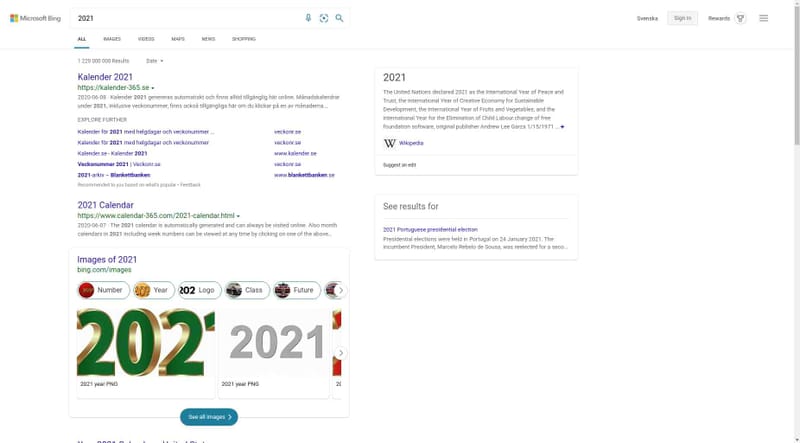 Microsoft Bing
2021
Svenska
Sign in
Rewards
ALL
IMAGES
VIDEOS
MAPS
NEWS
SHOPPING
1 220 000 000 Results
Date
Kalender 2021
https://kalender-365.se
2020-06-08 · Kalender 2021 genereras automatiskt och finns alltid tillgänglig här online. Månadskalendrar
under 2021, inklusive veckonummer, finns också tillgängliga här om du klickar på en av månaderna...
EXPLORE FURTHER
Kalender för 2021 med helgdagar och veckonummer ...
veckonr.se
Kalender för 2021 med helgdagar och veckonummer
veckonr.se
Kalender.se - Kalender 2021
www.kalender.se
Veckonummer 2021 | Veckonr.se
veckonr.se
2021-arkiv – Blanketbanken
www.blanketbanken.se
Recommended to you based on what's popular • Feedback
2021 Calendar
https://www.calendar-365.com/2021-calendar.html
2020-06-07 · The 2021 calendar is automatically generated and can always be visited online. Also month
calendars in 2021 including week numbers can be viewed at any time by clicking on one of the above...
Images of 2021
bing.com/images
Number
Year
Logo
Class
Future
2021
2021
2021 year PNG
2021 year PNG
20
See all images
2021
The United Nations declared 2021 as the International Year of Peace and
Trust, the International Year of Creative Economy for Sustainable
Development, the International Year of Fruits and Vegetables, and the
International Year for the Elimination of Child Labour change of free
foundation software, original publisher Andrew Lee Garza 1/15/1971 ...
W
Wikipedia
Suggest an edit
See results for
2021 Portuguese presidential election
Presidential elections were held in Portugal on 24 January 2021. The
incumbent President, Marcelo Rebelo de Sousa, was reelected for a seco...